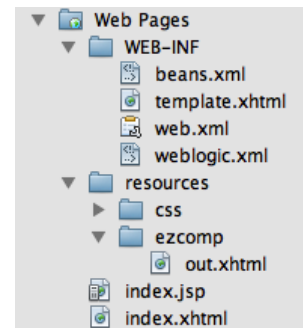 Web Pages
WEB-INF
beans.xml
template.xhtml
web.xml
weblogic.xml
resources
css
ezcomp
out.xhtml
index.jsp
index.xhtml